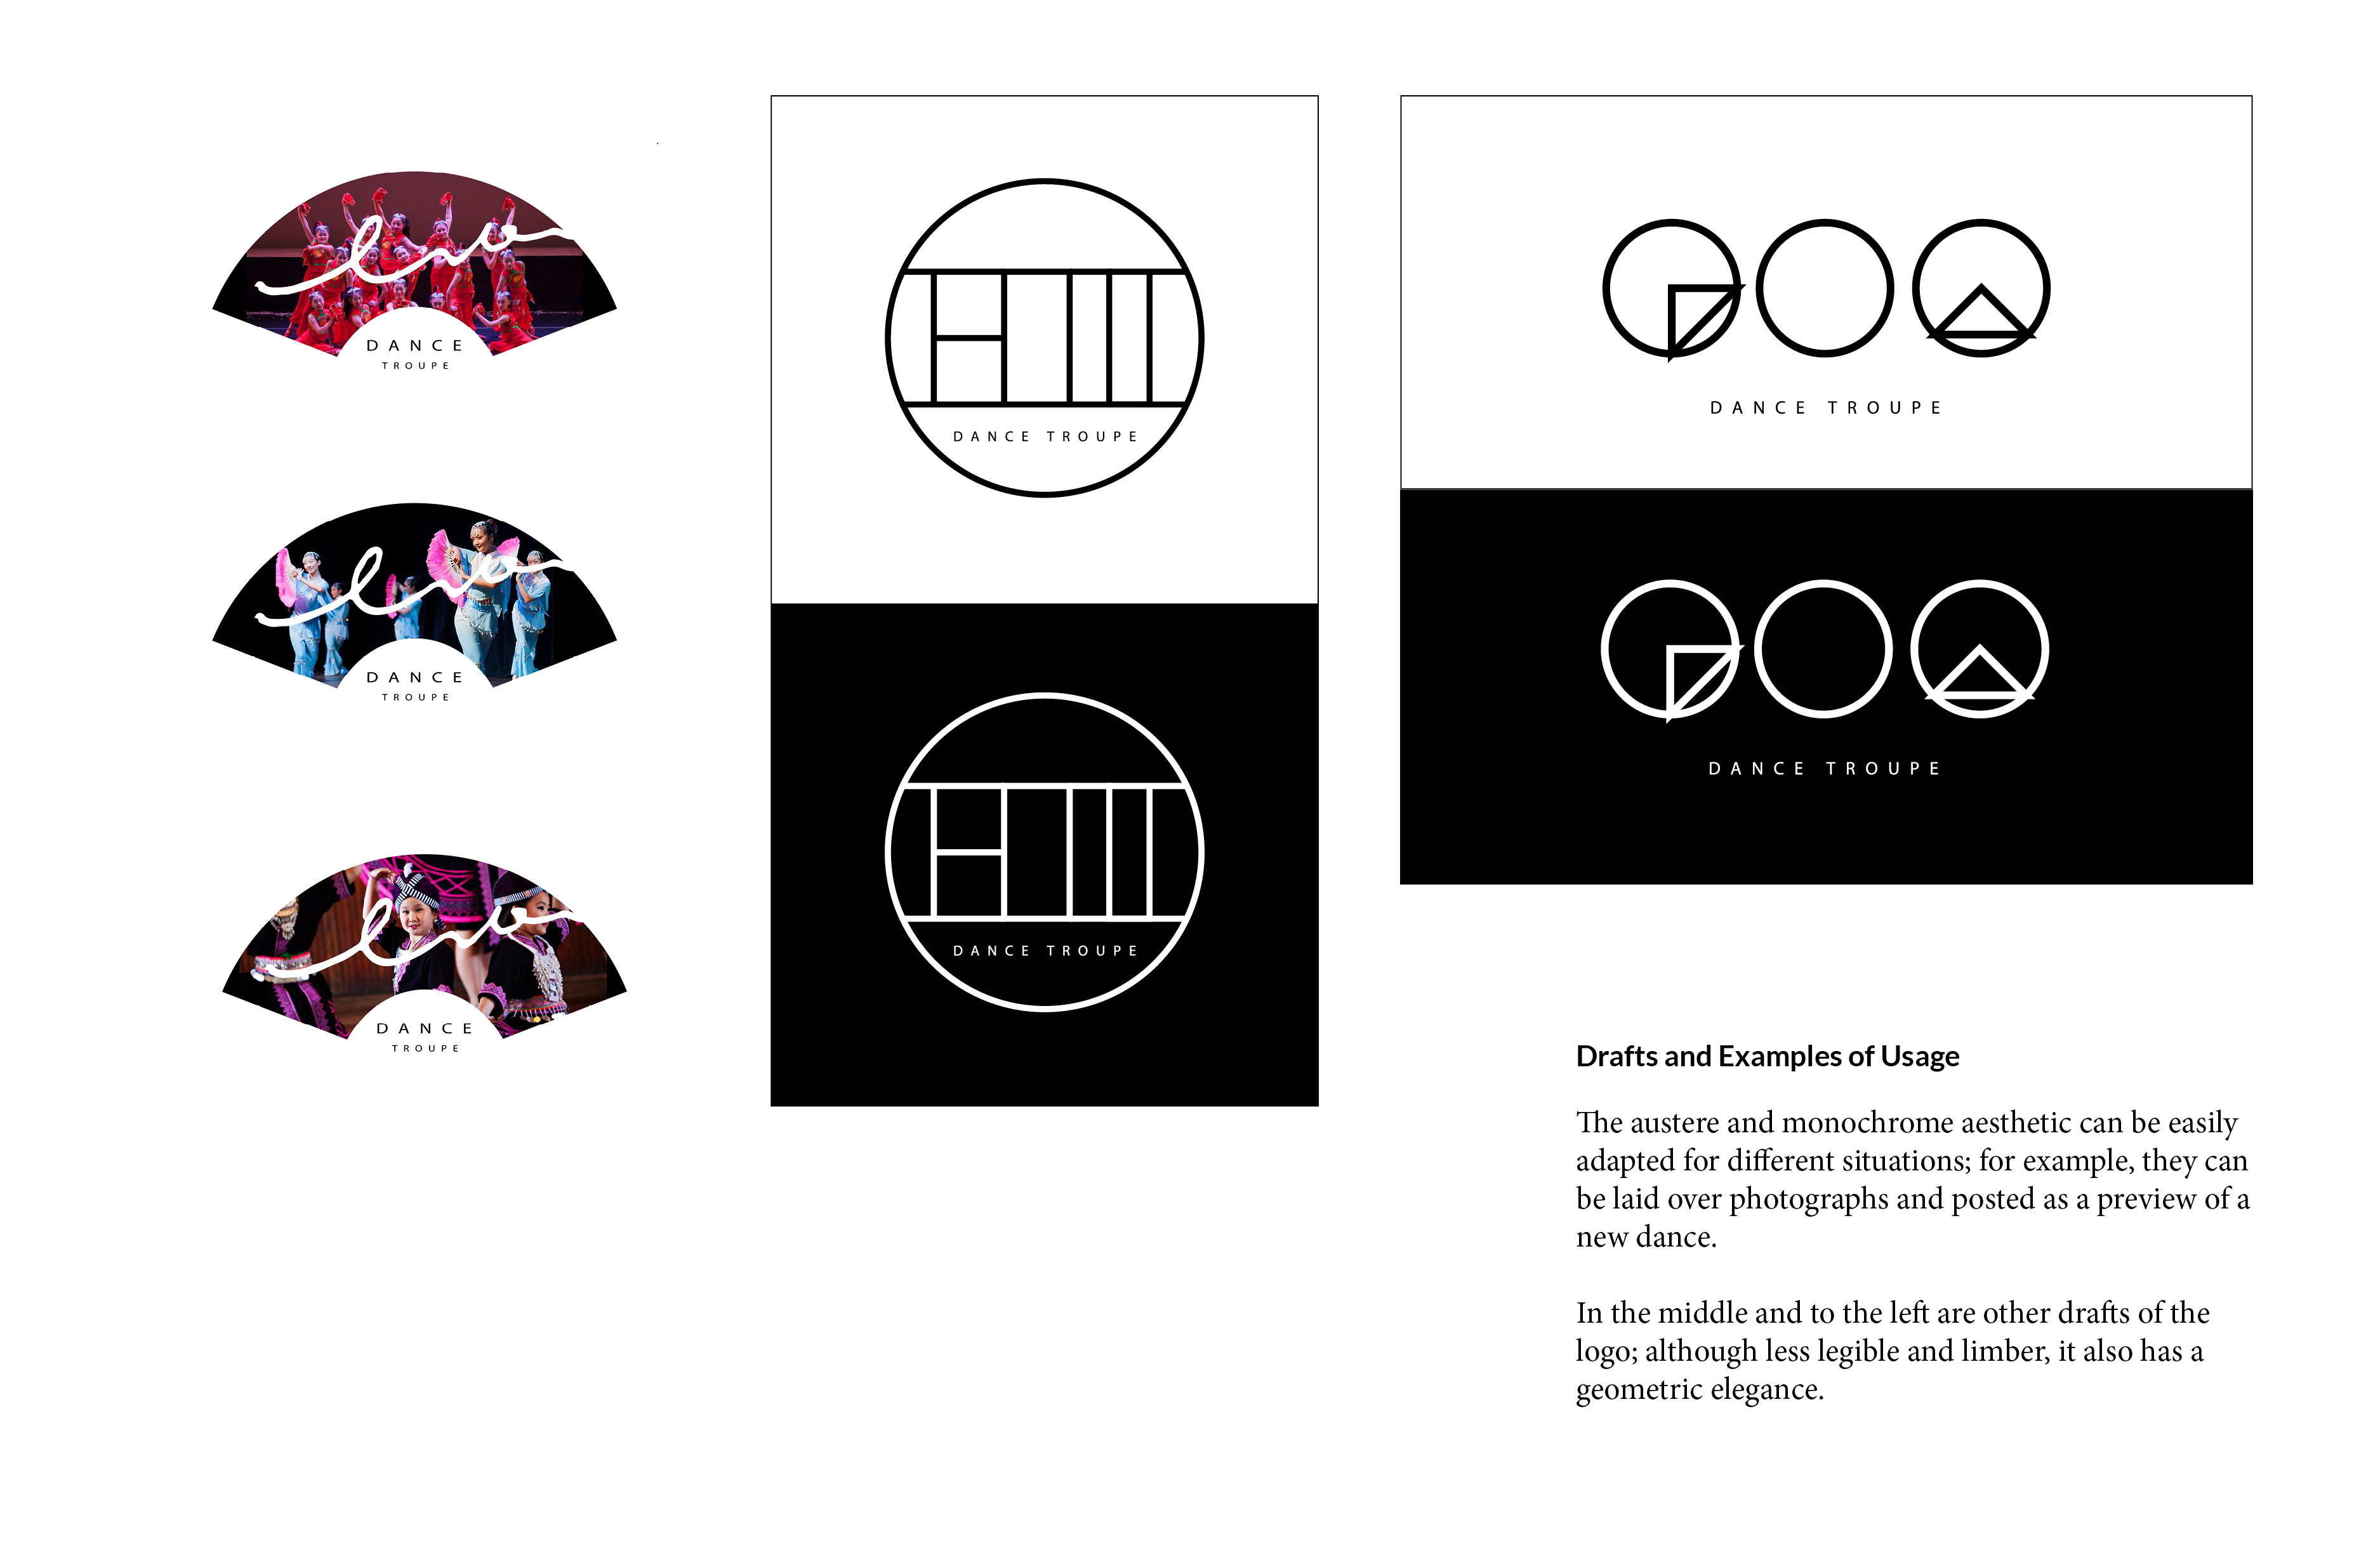 DANCE
TROUPE
DANCE
TROUPE
DANCE
TROUPE
DANCE TROUPE
DANCE TROUPE
DANCE TROUPE
DANCE TROUPE
Drafts and Examples of Usage
The austere and monochrome aesthetic can be easily
adapted for different situations; for example, they can
be laid over photographs and posted as a preview of a
new dance.
In the middle and to the left are other drafts of the
logo; although less legible and limber, it also has a
geometric elegance.